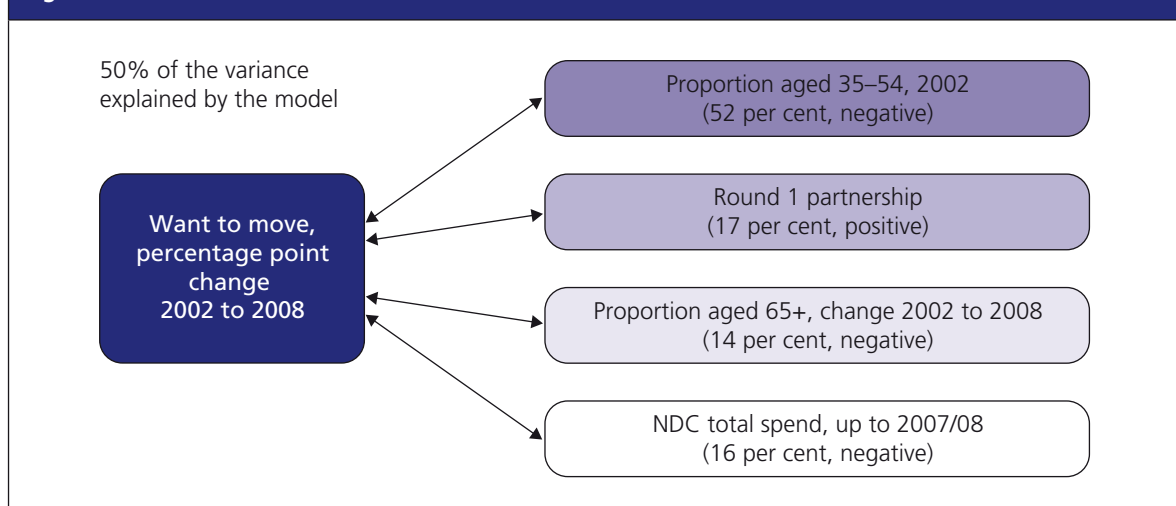 50% of the variance
explained by the model
Want to move,
percentage point
change
2002 to 2008
Proportion aged 35–54, 2002
(52 per cent, negative)
Round 1 partnership
(17 per cent, positive)
Proportion aged 65+, change 2002 to 2008
(14 per cent, negative)
NDC total spend, up to 2007/08
(16 per cent, negative)